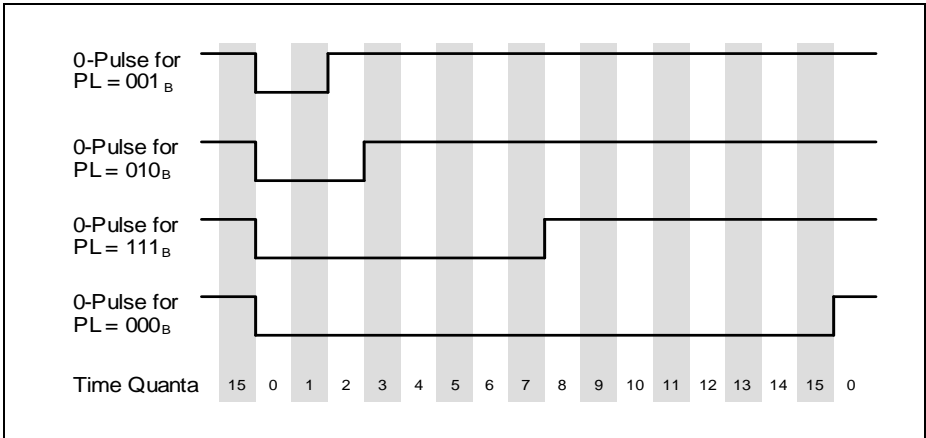 0-Pulse for
PL = 001 B
0-Pulse for
PL = 010B
0-Pulse for
PL = 111B
0-Pulse for
PL = 000B
Time Quanta 15 0 1 2 3 4 5 6 7 8 9 10 11 12 13 14 15 0